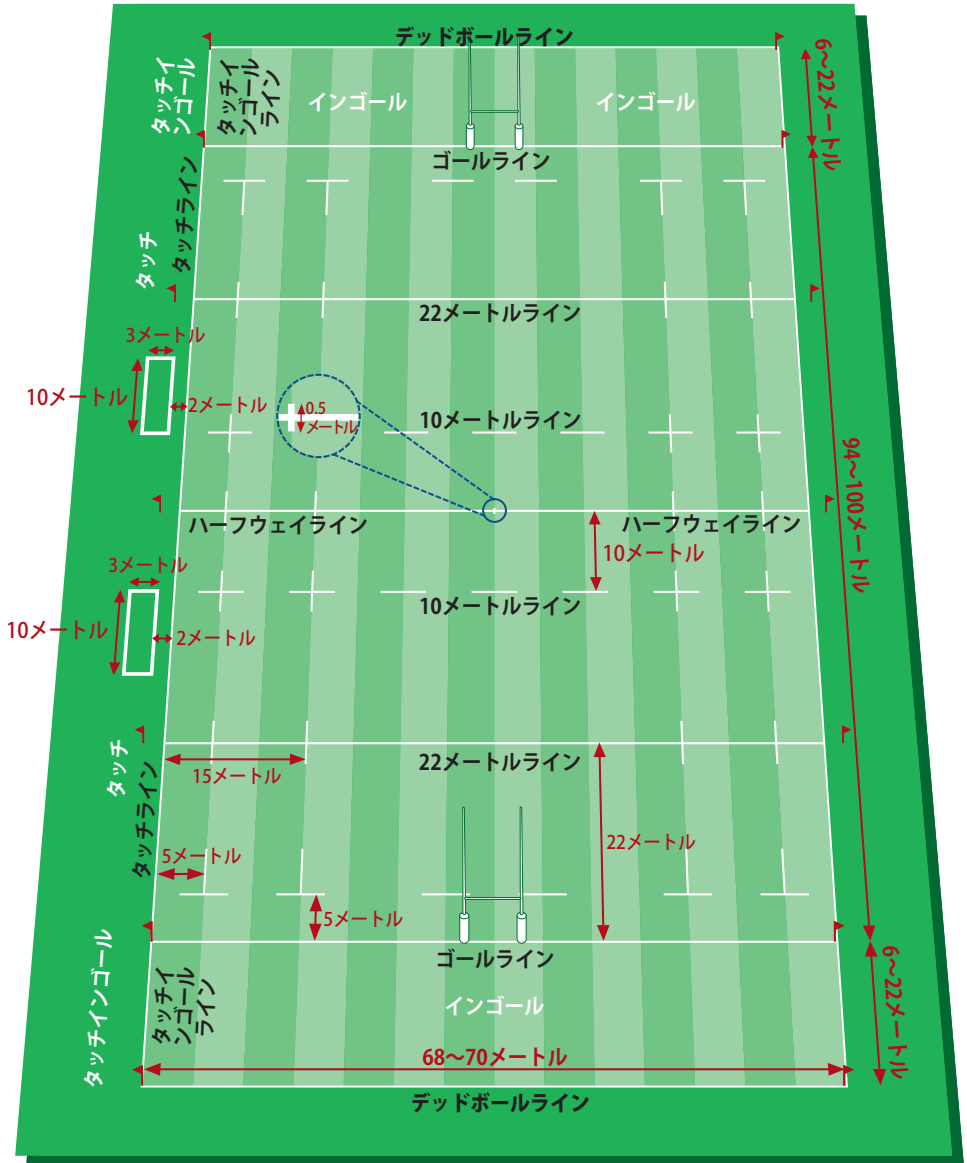 デッドボールライン
6〜22メートル
タッチイ
ンゴール
タッチイ
ンゴール
ライン
インゴール
インゴール
ゴールライン
タッチライン
タッチ
22メートルライン
3メートル
10メートル
2メートル
0.5
メートル
10メートルライン
94〜100メートル
ハーフウェイライン
ハーフウェイライン
10メートル
3メートル
10メートル
2メートル
10メートルライン
タッチ
タッチライン
15メートル
22メートルライン
22メートル
5メートル
5メートル
タッチインゴール
タッチイ
ンゴール
ライン
ゴールライン
インゴール
6〜22メートル
68〜70メートル
デッドボールライン